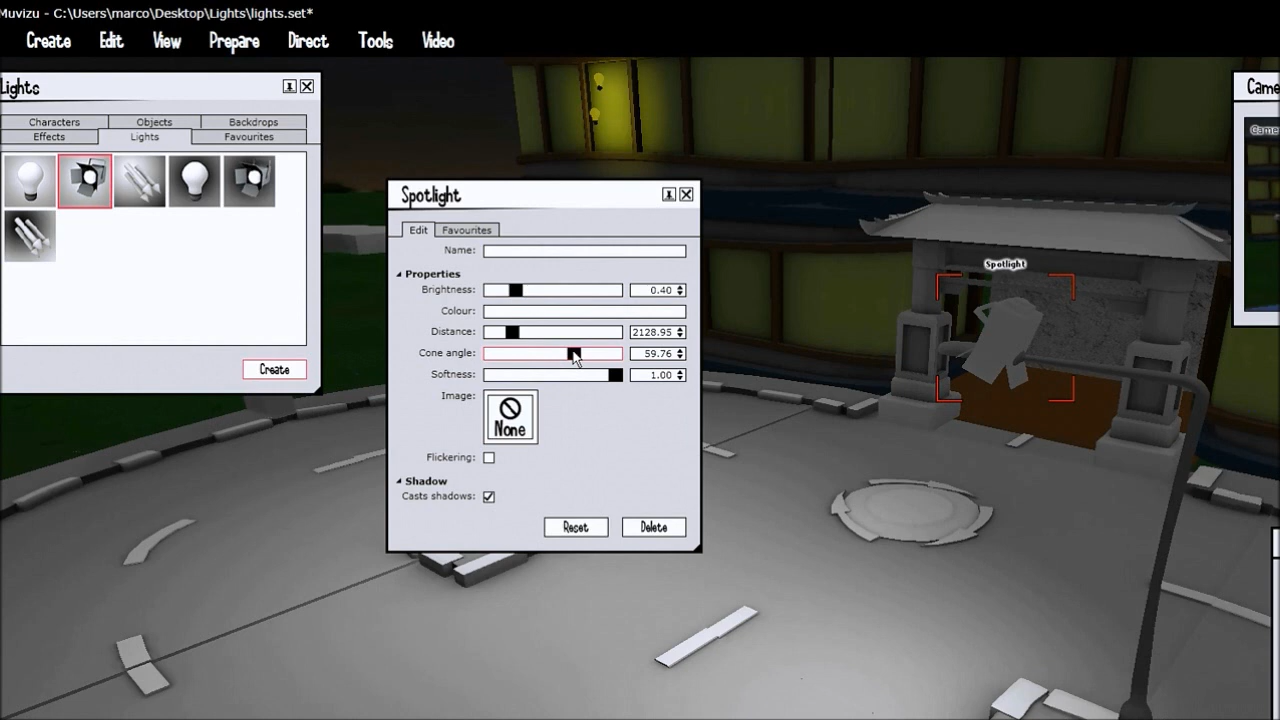 Muvizu - C:\Users\marco\Desktop\Lights\lights.set*
Create Edit View Prepare Direct Tools Video
Lights
Characters Objects Backdrops
Effects Lights Favourites
Create
Spotlight
Edit Favourites
Name:
Properties
Brightness: 0.40
Colour:
Distance: 2128.95
Cone angle: 59.76
Softness: 1.00
Image: None
Flickering:
Shadow
Casts shadows:
Reset Delete
Spotlight
Came
Came